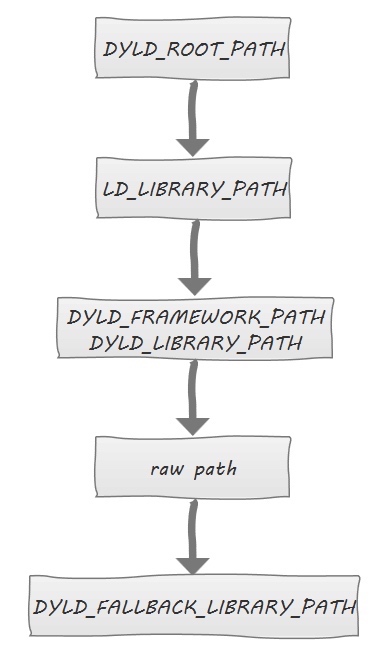 DYLD_ROOT_PATH
LD_LIBRARY_PATH
DYLD_FRAMEWORK_PATH
DYLD_LIBRARY_PATH
raw path
DYLD_FALLBACK_LIBRARY_PATH